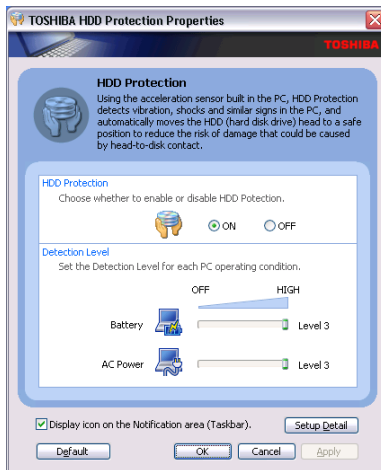 TOSHIBA HDD Protection Properties
TOSHIBA
HDD Protection
Using the acceleration sensor built in the PC, HDD Protection
detects vibration, shocks and similar signs in the PC, and
automatically moves the HDD (hard disk drive) head to a safe
position to reduce the risk of damage that could be caused
by head-to-disk contact.
HDD Protection
Choose whether to enable or disable HDD Potection.
ON OFF
Detection Level
Set the Detection Level for each PC operating condition.
OFF HIGH
Battery Level 3
AC Power Level 3
Display icon on the Notification area (Taskbar). Setup Detail
Default OK Cancel Apply